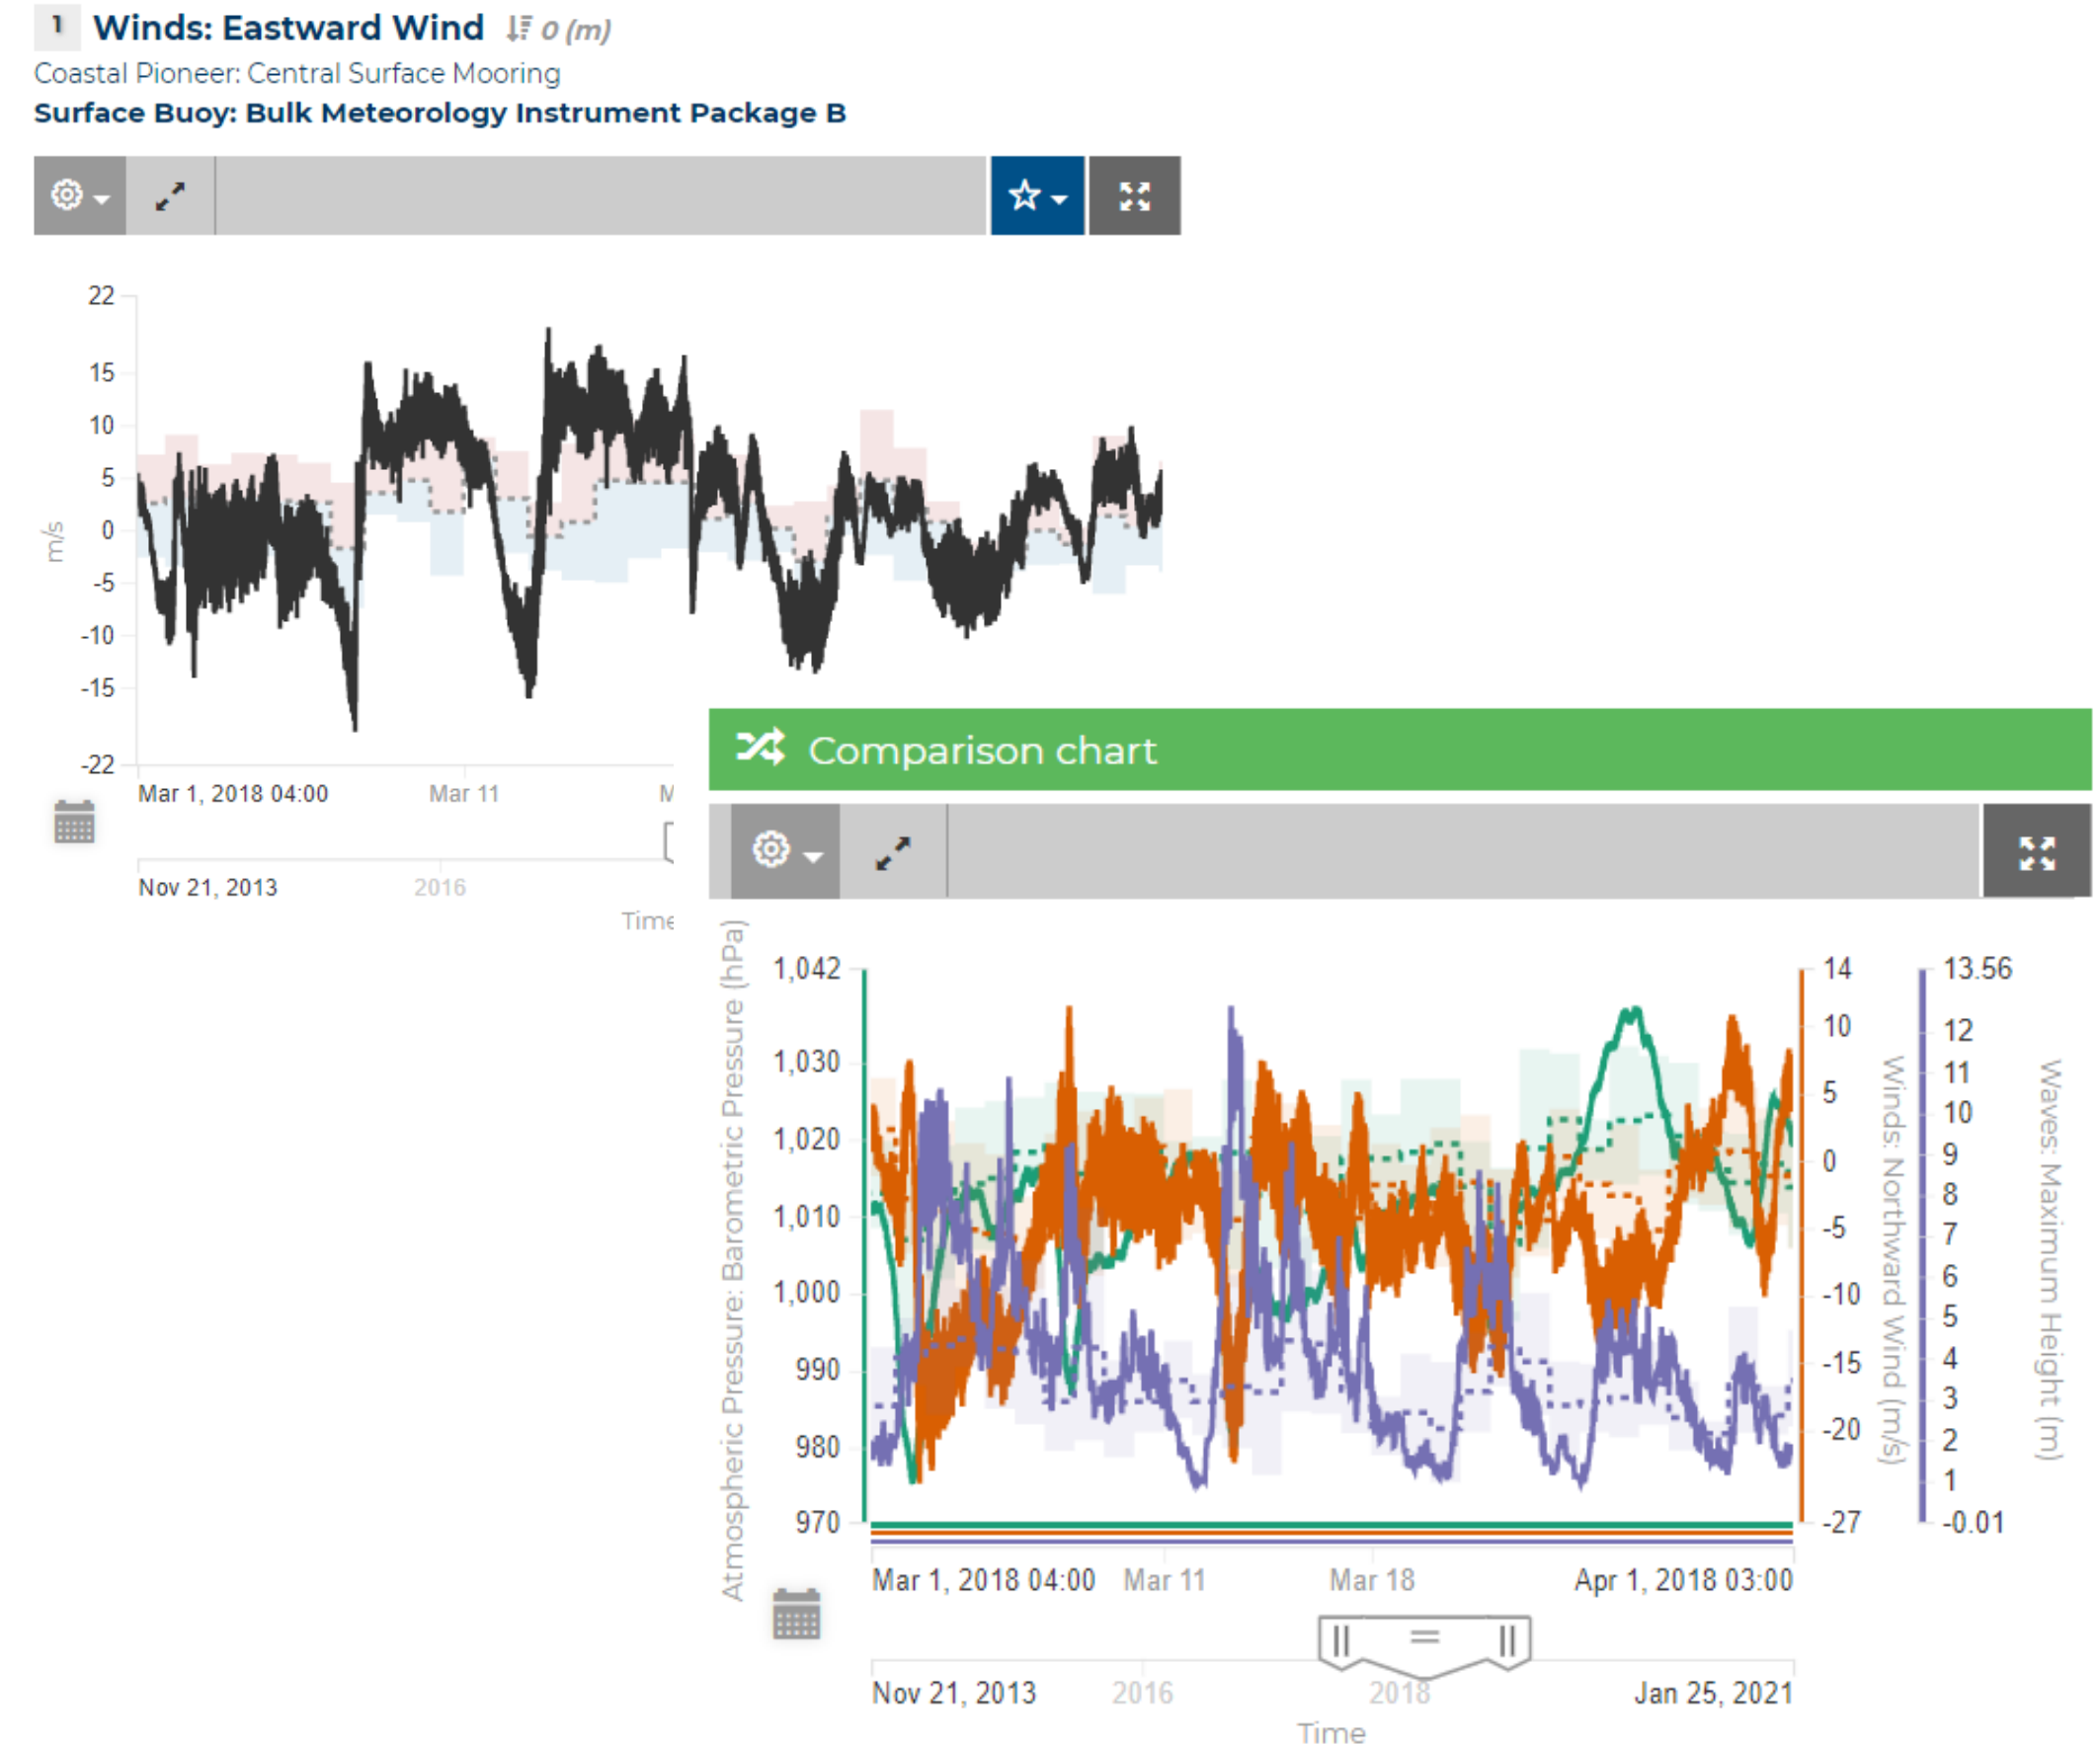 1 Winds: Eastward Wind 0 (m)
Coastal Pioneer: Central Surface Mooring
Surface Buoy: Bulk Meteorology Instrument Package B
22
15
10
5
0
-5
-10
-15
-22
m/s
Mar 1, 2018 04:00 Mar 11 M
Nov 21, 2013 2016
Time
Comparison chart
Atmospheric Pressure: Barometric Pressure (hPa)
1,042
1,030
1,020
1,010
1,000
990
980
970
14
10
5
0
-5
-10
-15
-20
-27
Winds: Northward Wind (m/s)
13.56
12
11
10
9
8
7
6
5
4
3
2
1
-0.01
Waves: Maximum Height (m)
Mar 1, 2018 04:00 Mar 11 Mar 18 Apr 1, 2018 03:00
Nov 21, 2013 2016 2018 Jan 25, 2021
Time